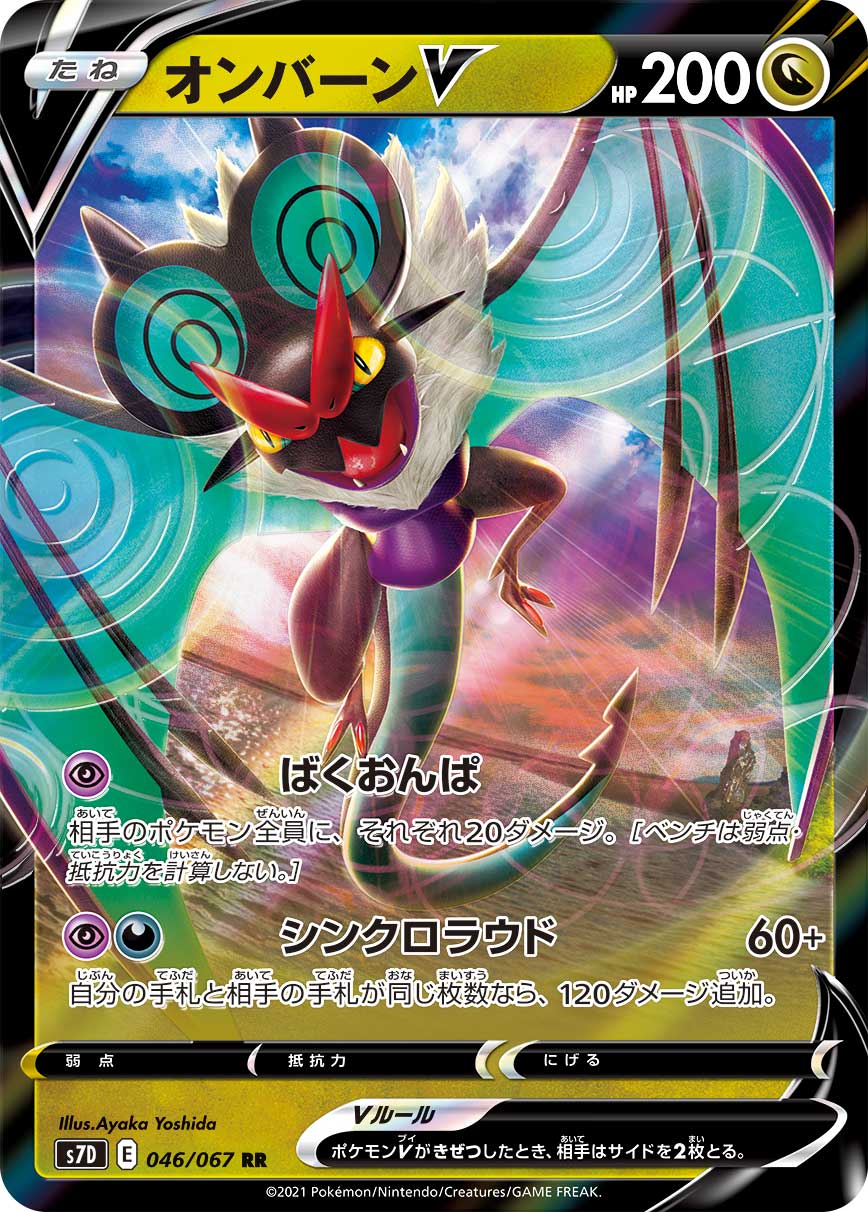 たね オンバーンV HP 200
ばくおんぱ
相手のポケモン全員に、それぞれ20ダメージ。[ベンチは弱点・
抵抗力を計算しない。]
シンクロラウド 60+
自分の手札と相手の手札が同じ枚数なら、120ダメージ追加。
弱点 抵抗力 にげる
Illus.Ayaka Yoshida
Vルール
ポケモンVがきぜつしたとき、相手はサイドを2枚とる。
s7D E 046/067 RR
©2021 Pokémon/Nintendo/Creatures/GAME FREAK.